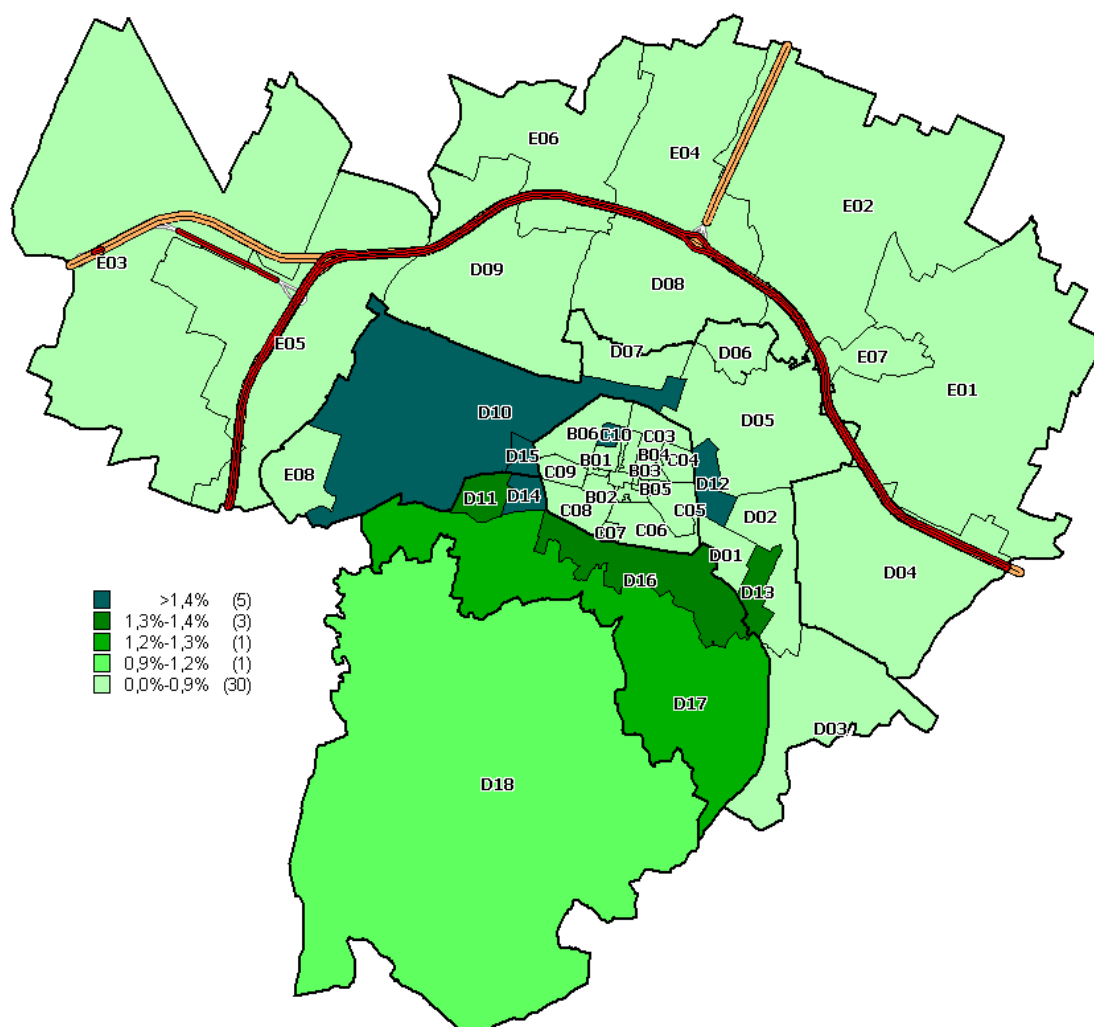 E06
E04
E02
E03
D09
D08
E05
D07
D06
E07
E01
D10
D05
B06
C10
C03
D15
B01
B04
C04
C09
B03
D12
E08
D11
D14
B02
B05
C08
C05
D02
C07
C06
D01
D04
D16
D13
>1,4% (5)
1,3%-1,4% (3)
1,2%-1,3% (1)
0,9%-1,2% (1)
0,0%-0,9% (30)
D17
D03
D18